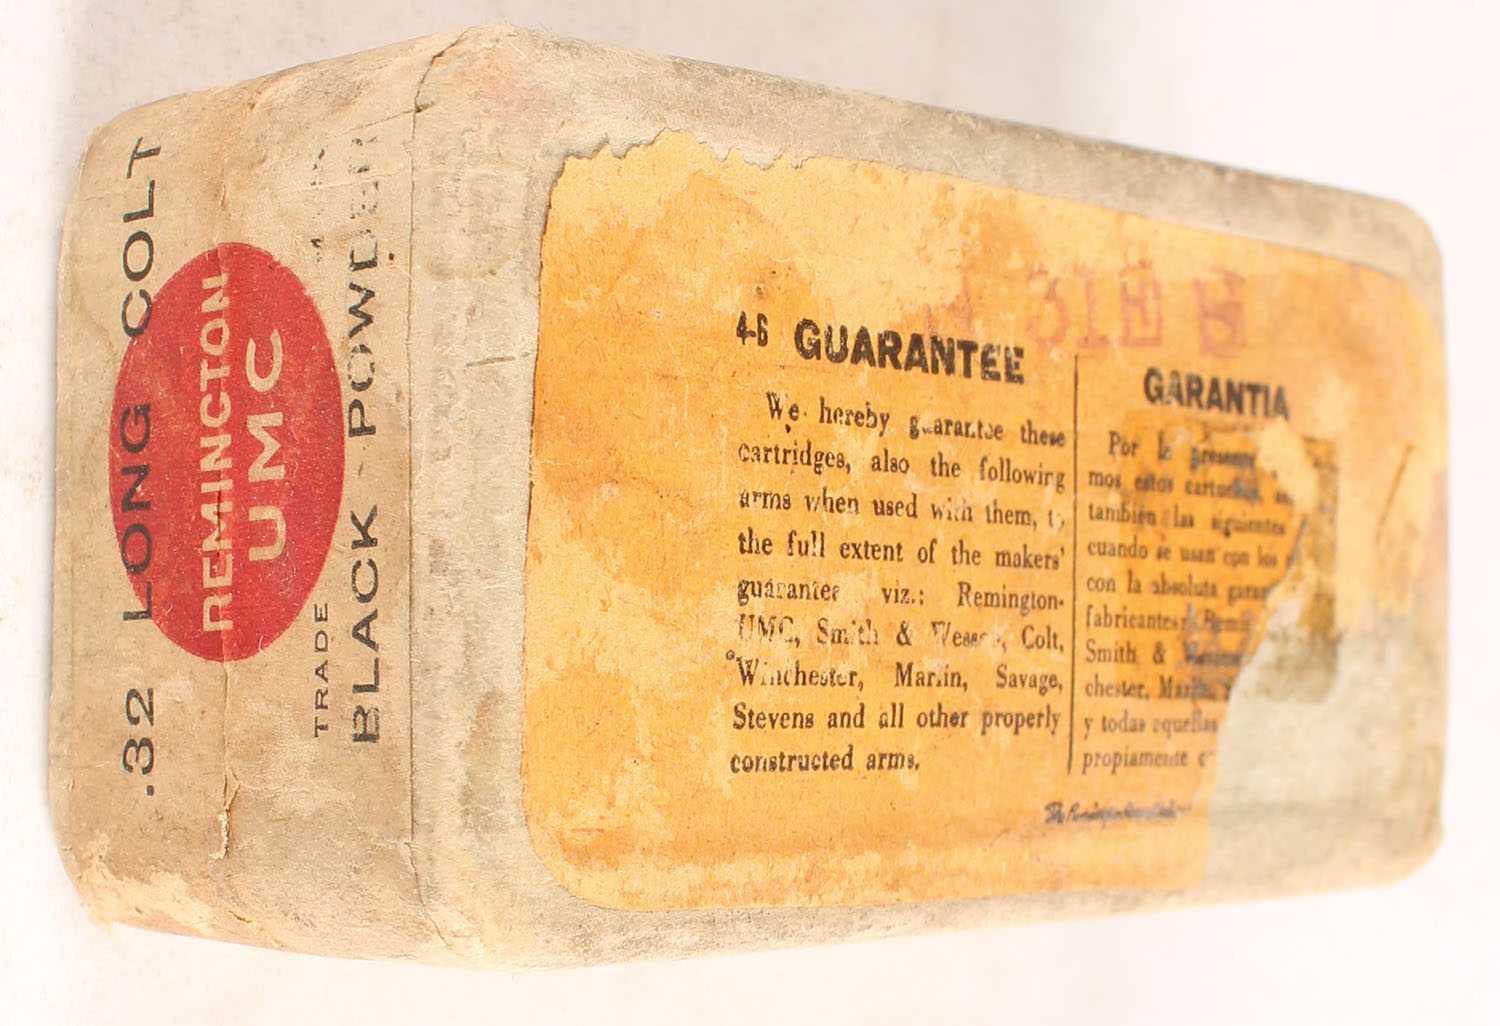 .32 LONG COLT
REMINGTON
UMC
TRADE
BLACK POWDER
4-6 GUARANTEE
We hereby guarantee these
cartridges, also the following
arms when used with them, to
the full extent of the makers'
guarantee viz.: Remington-
UMC, Smith & Wesson, Colt,
Winchester, Marlin, Savage,
Stevens and all other properly
constructed arms.
GARANTIA
Por la presente
mos estos cartuchos,
también las siguientes
cuando se usan con los
con la absoluta
fabricantes:
Smith &
chester,
y todas aquellas
propiamente